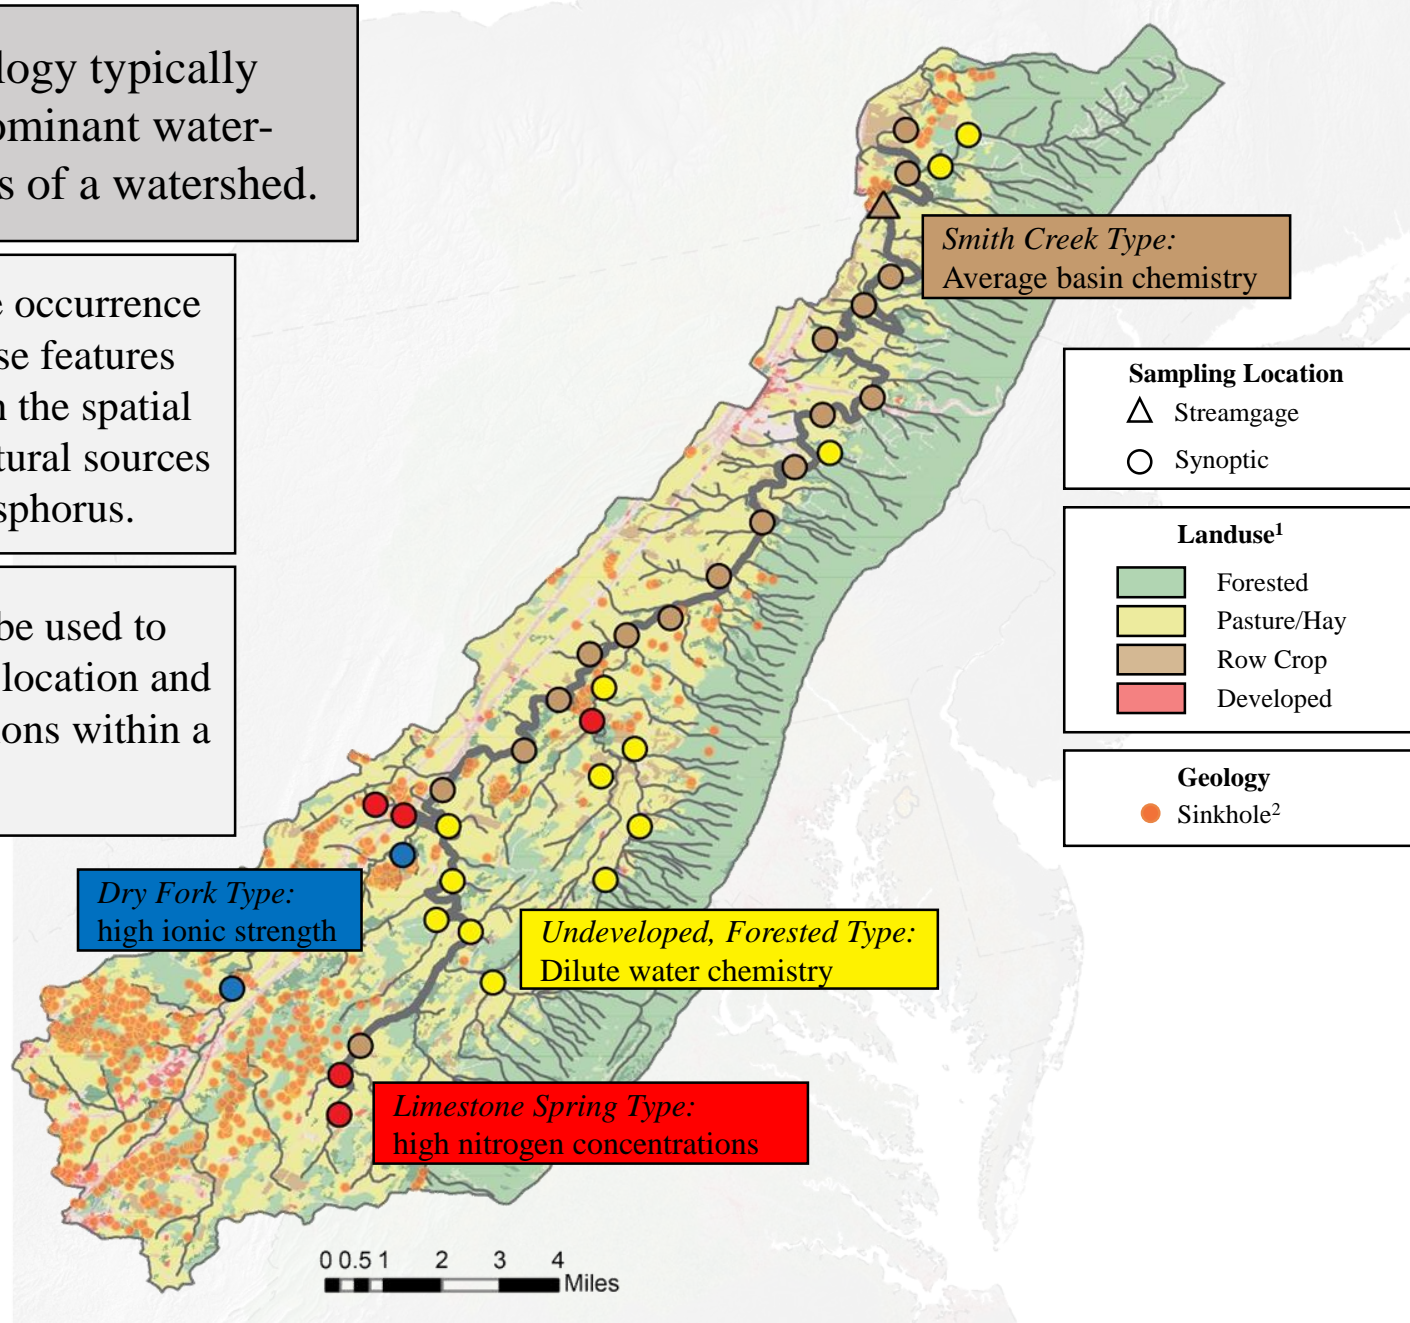 logy typically
ominant water-
s of a watershed.
occurrence
se features
the spatial
tural sources
sphorus.
be used to
location and
ons within a
Smith Creek Type:
Average basin chemistry
Sampling Location
Streamgage
Synoptic
Landuse¹
Forested
Pasture/Hay
Row Crop
Developed
Geology
Sinkhole²
Dry Fork Type:
high ionic strength
Undeveloped, Forested Type:
Dilute water chemistry
Limestone Spring Type:
high nitrogen concentrations
0 0.5 1 2 3 4
Miles